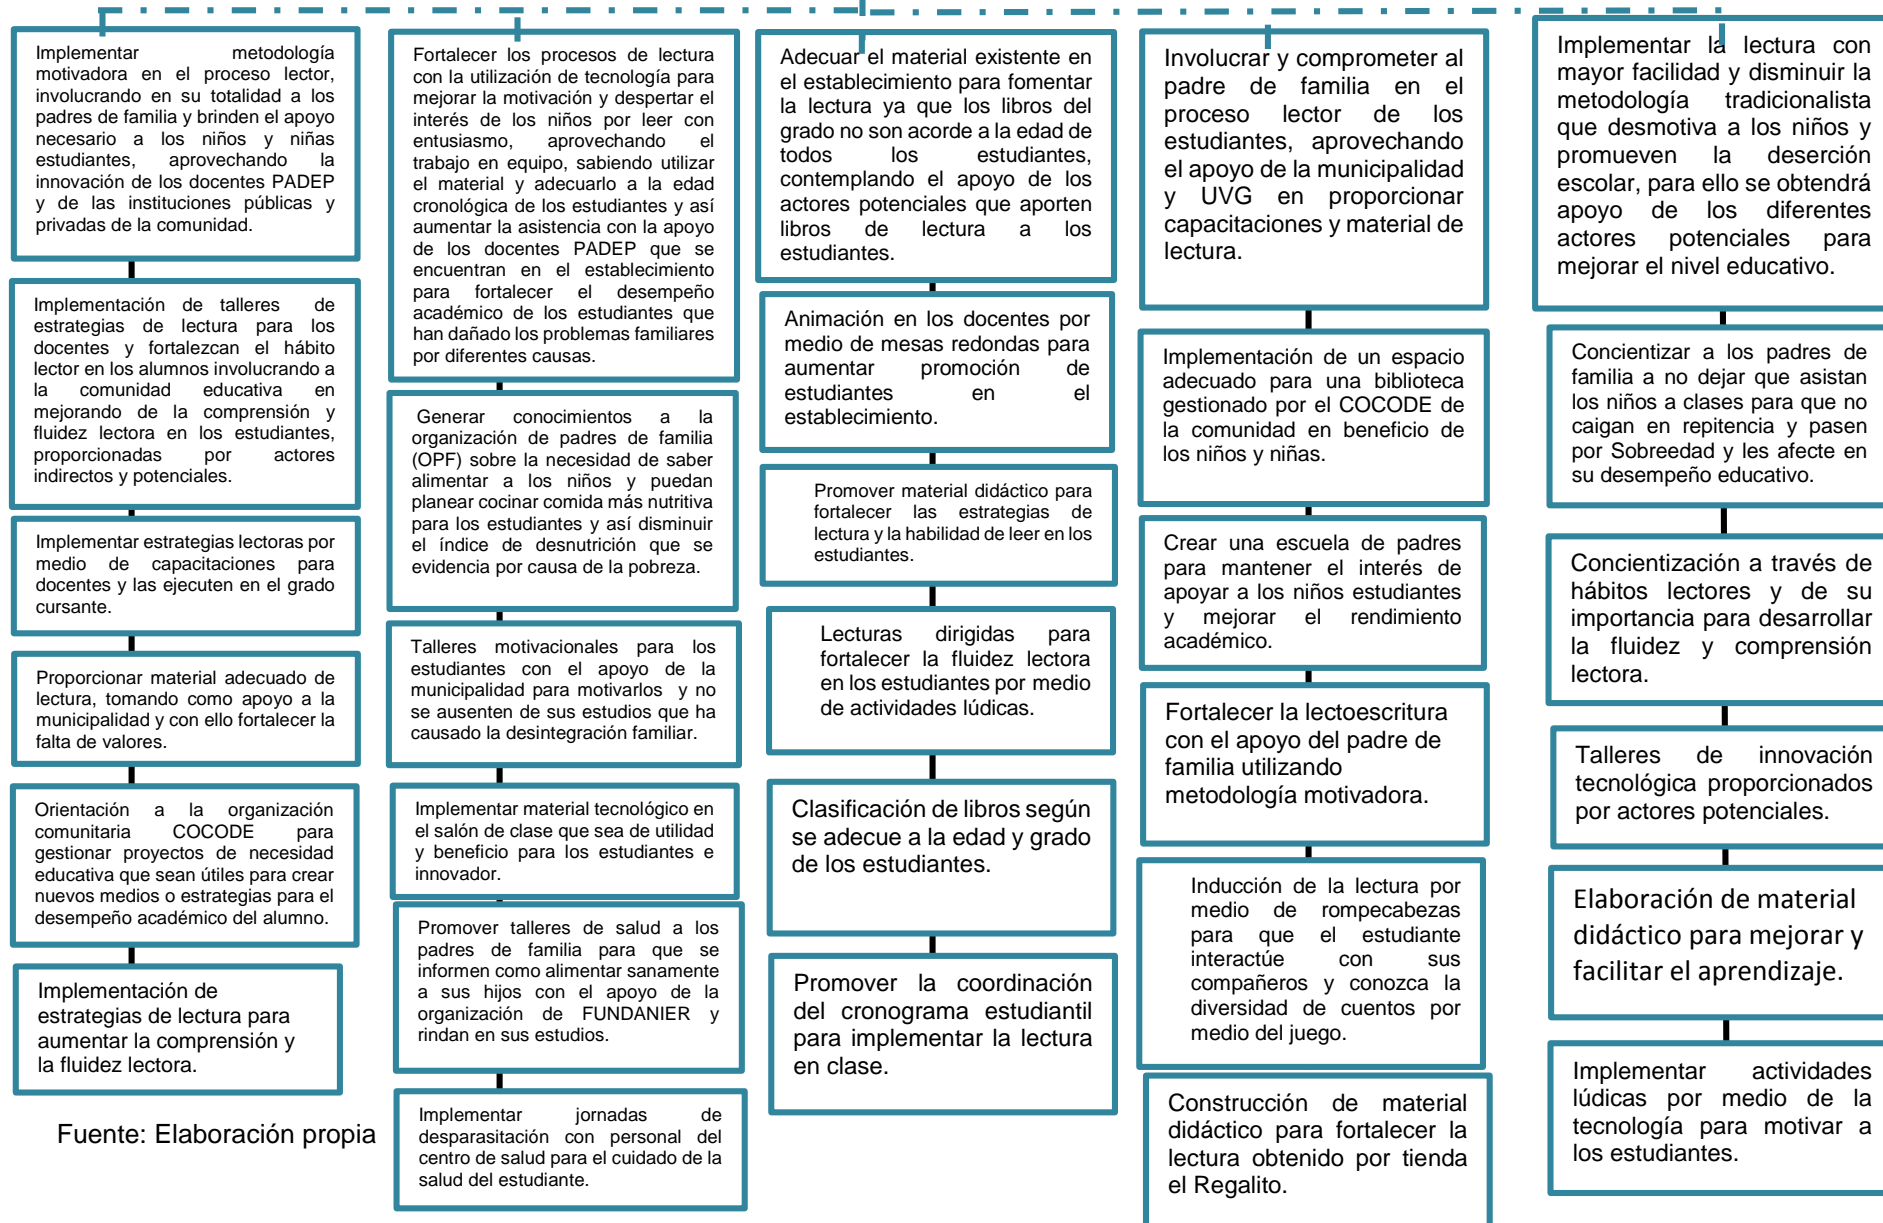 Implementar metodología
motivadora en el proceso lector,
involucrando en su totalidad a los
padres de familia y brinden el apoyo
necesario a los niños y niñas
estudiantes, aprovechando la
innovación de los docentes PADEP
y de las instituciones públicas y
privadas de la comunidad.
Implementación de talleres de
estrategias de lectura para los
docentes y fortalezcan el hábito
lector en los alumnos involucrando a
la comunidad educativa en
mejorando de la comprensión y
fluidez lectora en los estudiantes,
proporcionadas por actores
indirectos y potenciales.
Implementar estrategias lectoras por
medio de capacitaciones para
docentes y las ejecuten en el grado
cursante.
Proporcionar material adecuado de
lectura, tomando como apoyo a la
municipalidad y con ello fortalecer la
falta de valores.
Orientación a la organización
comunitaria COCODE para
gestionar proyectos de necesidad
educativa que sean útiles para crear
nuevos medios o estrategias para el
desempeño académico del alumno.
Implementación de
estrategias de lectura para
aumentar la comprensión y
la fluidez lectora.
Fuente: Elaboración propia
Fortalecer los procesos de lectura
con la utilización de tecnología para
mejorar la motivación y despertar el
interés de los niños por leer con
entusiasmo, aprovechando el
trabajo en equipo, sabiendo utilizar
el material y adecuarlo a la edad
cronológica de los estudiantes y así
aumentar la asistencia con la apoyo
de los docentes PADEP que se
encuentran en el establecimiento
para fortalecer el desempeño
académico de los estudiantes que
han dañado los problemas familiares
por diferentes causas.
Generar conocimientos a la
organización de padres de familia
(OPF) sobre la necesidad de saber
alimentar a los niños y puedan
planear cocinar comida más nutritiva
para los estudiantes y así disminuir
el índice de desnutrición que se
evidencia por causa de la pobreza.
Talleres motivacionales para los
estudiantes con el apoyo de la
municipalidad para motivarlos y no
se ausenten de sus estudios que ha
causado la desintegración familiar.
Implementar material tecnológico en
el salón de clase que sea de utilidad
y beneficio para los estudiantes e
innovador.
Promover talleres de salud a los
padres de familia para que se
informen como alimentar sanamente
a sus hijos con el apoyo de la
organización de FUNDANIER y
rindan en sus estudios.
Implementar jornadas de
desparasitación con personal del
centro de salud para el cuidado de la
salud del estudiante.
Adecuar el material existente en
el establecimiento para fomentar
la lectura ya que los libros del
grado no son acorde a la edad de
todos los estudiantes,
contemplando el apoyo de los
actores potenciales que aporten
libros de lectura a los
estudiantes.
Animación en los docentes por
medio de mesas redondas para
aumentar promoción de
estudiantes en el
establecimiento.
Promover material didáctico para
fortalecer las estrategias de
lectura y la habilidad de leer en los
estudiantes.
Lecturas dirigidas para
fortalecer la fluidez lectora
en los estudiantes por medio
de actividades lúdicas.
Clasificación de libros según
se adecue a la edad y grado
de los estudiantes.
Promover la coordinación
del cronograma estudiantil
para implementar la lectura
en clase.
Involucrar y comprometer al
padre de familia en el
proceso lector de los
estudiantes, aprovechando
el apoyo de la municipalidad
y UVG en proporcionar
capacitaciones y material de
lectura.
Implementación de un espacio
adecuado para una biblioteca
gestionado por el COCODE de
la comunidad en beneficio de
los niños y niñas.
Crear una escuela de padres
para mantener el interés de
apoyar a los niños estudiantes
y mejorar el rendimiento
académico.
Fortalecer la lectoescritura
con el apoyo del padre de
familia utilizando
metodología motivadora.
Inducción de la lectura por
medio de rompecabezas
para que el estudiante
interactúe con sus
compañeros y conozca la
diversidad de cuentos por
medio del juego.
Construcción de material
didáctico para fortalecer la
lectura obtenido por tienda
el Regalito.
Implementar la lectura con
mayor facilidad y disminuir la
metodología tradicionalista
que desmotiva a los niños y
promueven la deserción
escolar, para ello se obtendrá
apoyo de los diferentes
actores potenciales para
mejorar el nivel educativo.
Concientizar a los padres de
familia a no dejar que asistan
los niños a clases para que no
caigan en repitencia y pasen
por Sobreedad y les afecte en
su desempeño educativo.
Concientización a través de
hábitos lectores y de su
importancia para desarrollar
la fluidez y comprensión
lectora.
Talleres de innovación
tecnológica proporcionados
por actores potenciales.
Elaboración de material
didáctico para mejorar y
facilitar el aprendizaje.
Implementar actividades
lúdicas por medio de la
tecnología para motivar a
los estudiantes.